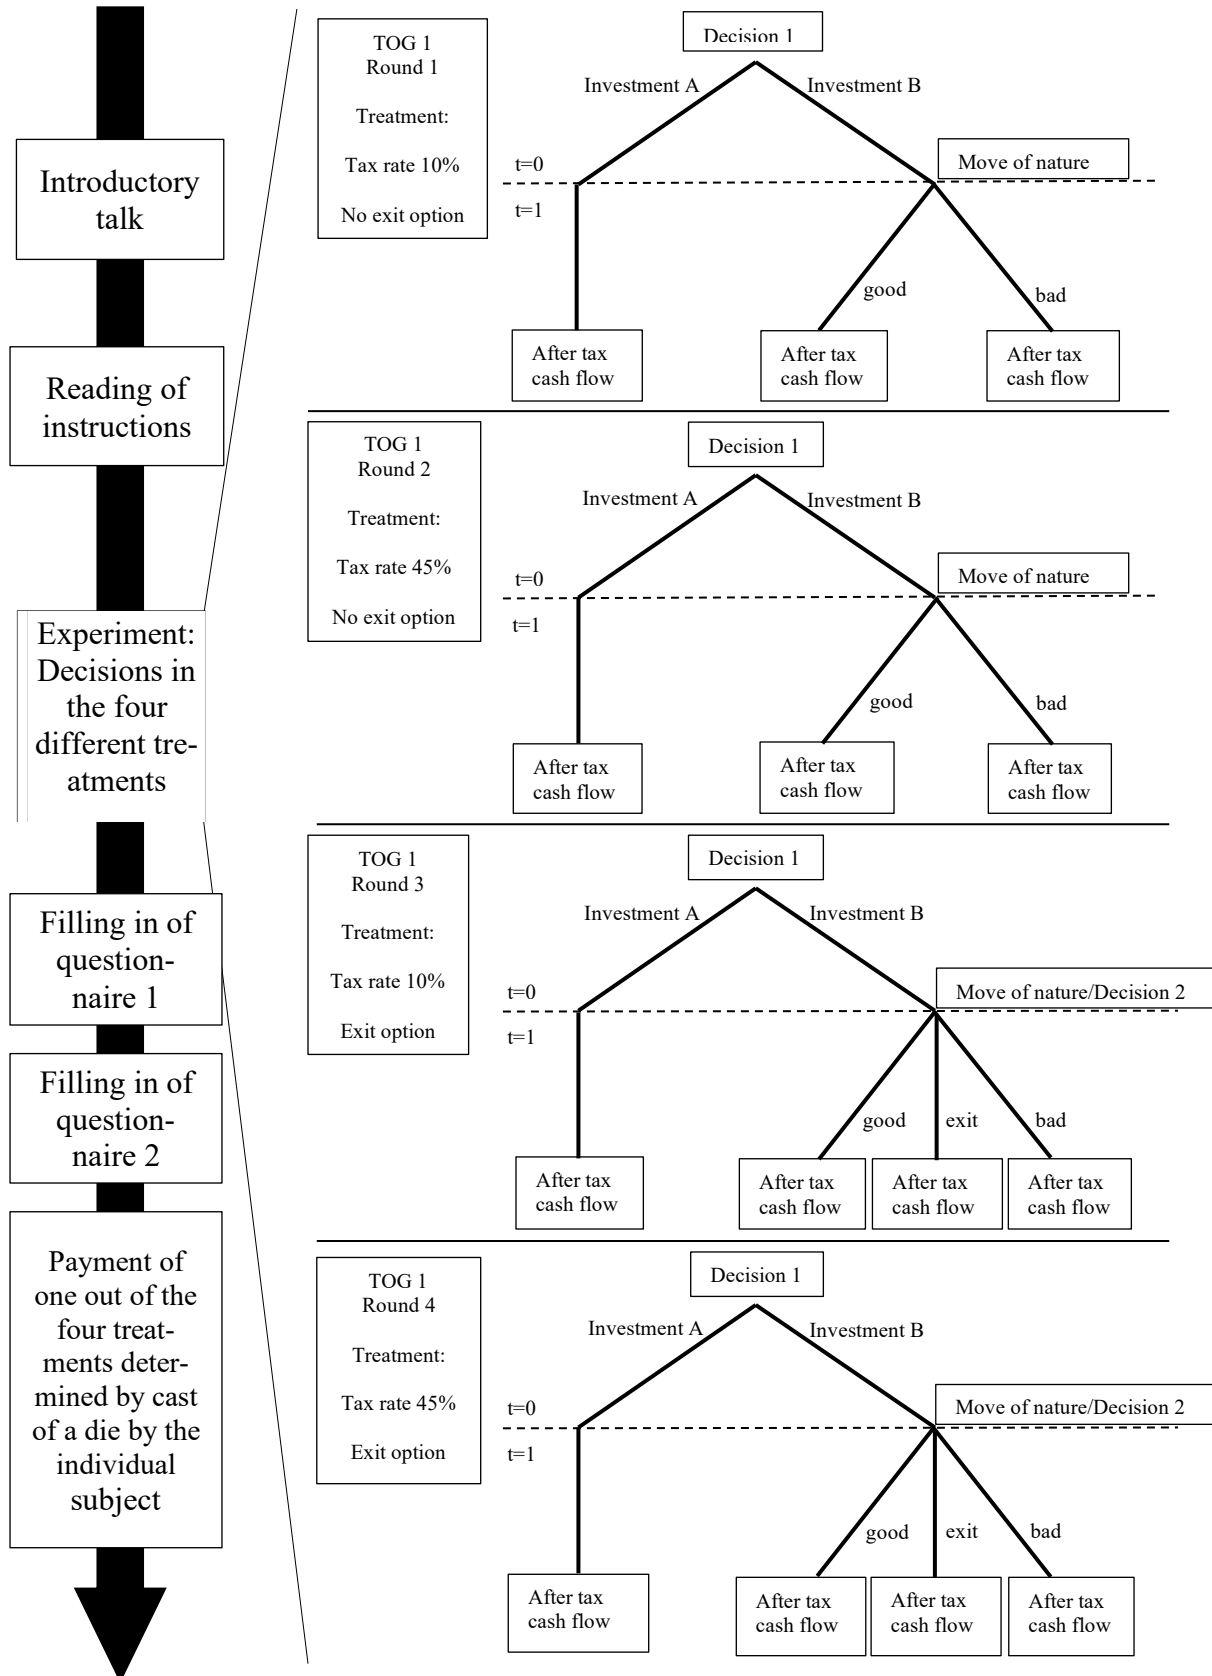 Introductory
talk
Reading of
instructions
Experiment:
Decisions in
the four
different tre-
atments
Filling in of
question-
naire 1
Filling in of
question-
naire 2
Payment of
one out of the
four treat-
ments deter-
mined by cast
of a die by the
individual
subject
TOG 1
Round 1
Treatment:
Tax rate 10%
No exit option
Decision 1
Investment A
Investment B
t=0
Move of nature
t=1
good
bad
After tax
cash flow
After tax
cash flow
After tax
cash flow
TOG 1
Round 2
Treatment:
Tax rate 45%
No exit option
Decision 1
Investment A
Investment B
t=0
Move of nature
t=1
good
bad
After tax
cash flow
After tax
cash flow
After tax
cash flow
TOG 1
Round 3
Treatment:
Tax rate 10%
Exit option
Decision 1
Investment A
Investment B
t=0
Move of nature/Decision 2
t=1
good
exit
bad
After tax
cash flow
After tax
cash flow
After tax
cash flow
After tax
cash flow
TOG 1
Round 4
Treatment:
Tax rate 45%
Exit option
Decision 1
Investment A
Investment B
t=0
Move of nature/Decision 2
t=1
good
exit
bad
After tax
cash flow
After tax
cash flow
After tax
cash flow
After tax
cash flow